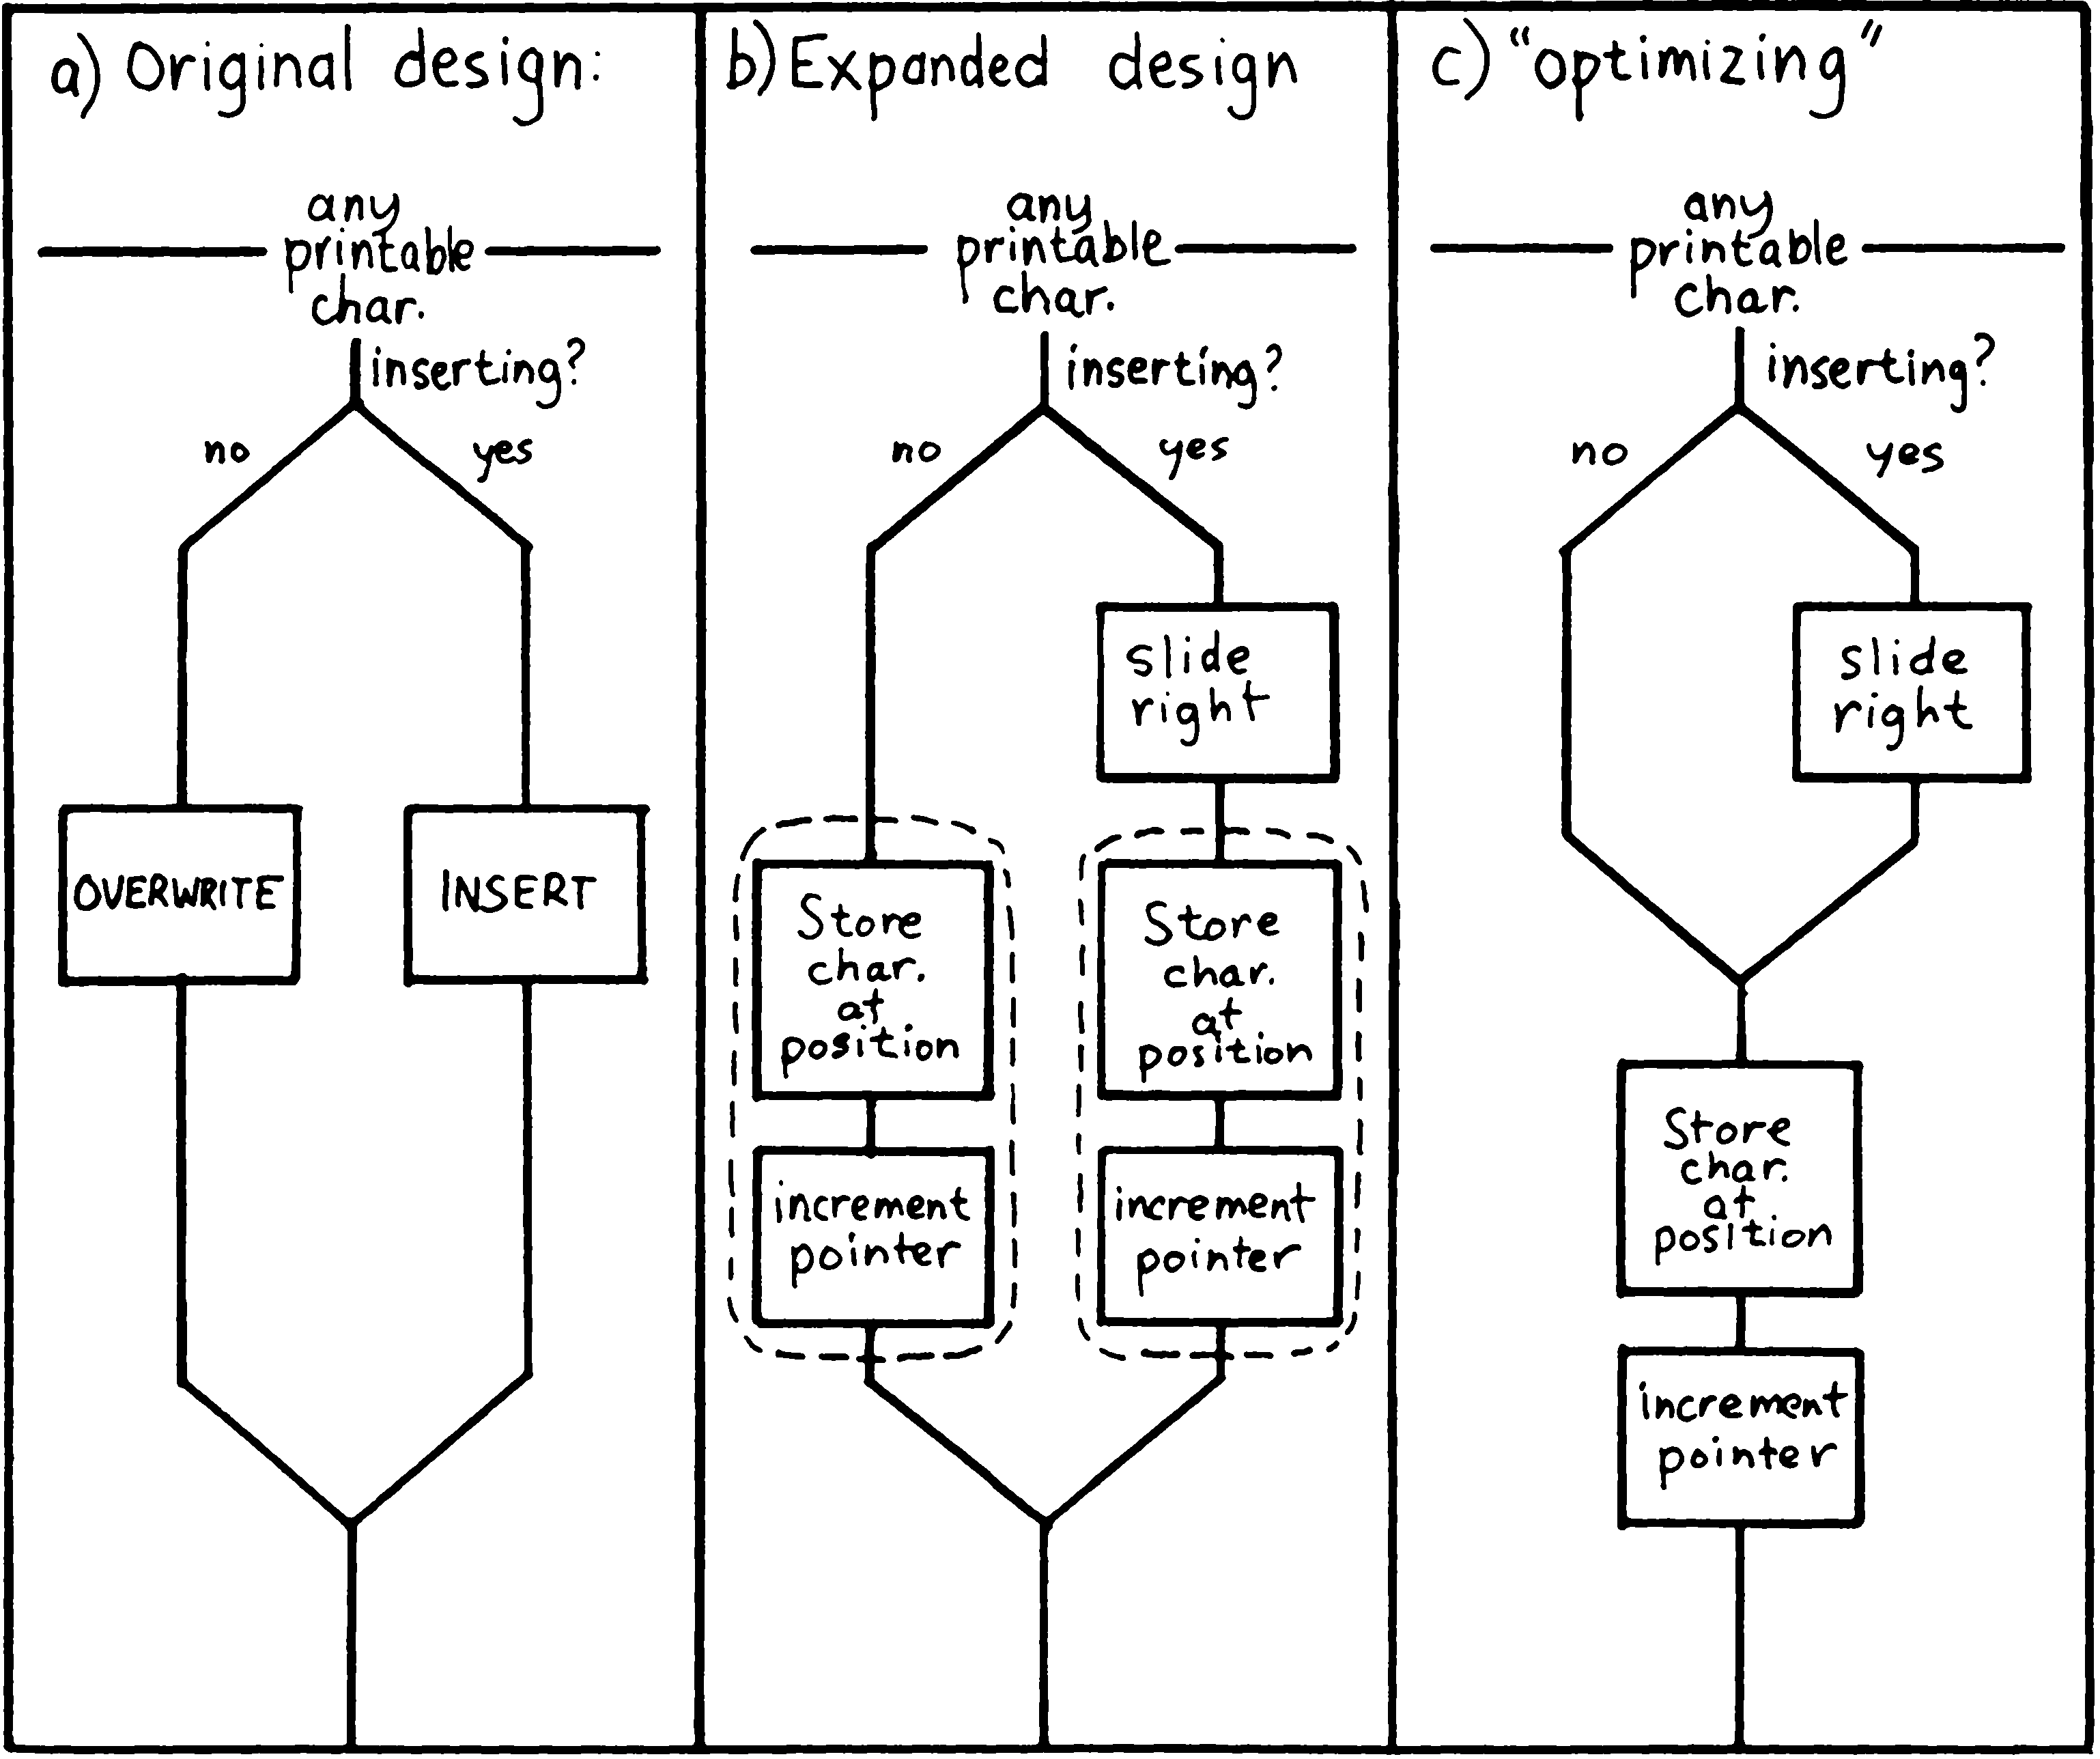 a) Original design:
any
printable
char.
inserting?
no
yes
OVERWRITE
INSERT
b) Expanded design
any
printable
char.
inserting?
no
yes
slide
right
Store
char.
at
position
increment
pointer
Store
char.
at
position
increment
pointer
c) “optimizing”
any
printable
char.
inserting?
no
yes
slide
right
Store
char.
at
position
increment
pointer